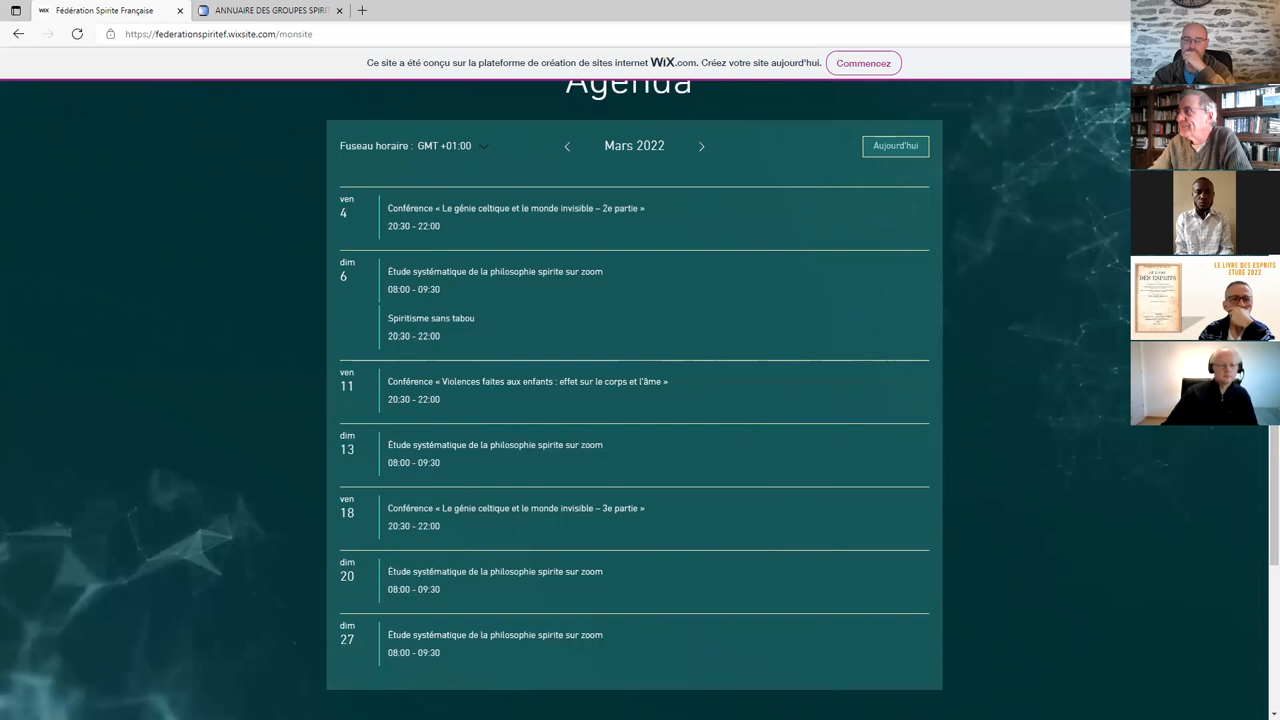 WiX Fédération Spirite Française
ANNUAIRE DES GROUPES SPIRIT
https://federationspiritef.wixsite.com/monsite
Ce site a été conçu sur la plateforme de création de sites internet WiX.com. Créez votre site aujourd'hui.
Commencez
Agenda
Fuseau horaire : GMT +01:00
Mars 2022
Aujourd'hui
ven
4
Conférence « Le génie celtique et le monde invisible – 2e partie »
20:30 - 22:00
dim
6
Étude systématique de la philosophie spirite sur zoom
08:00 - 09:30
Spiritisme sans tabou
20:30 - 22:00
ven
11
Conférence « Violences faites aux enfants : effet sur le corps et l'âme »
20:30 - 22:00
dim
13
Étude systématique de la philosophie spirite sur zoom
08:00 - 09:30
ven
18
Conférence « Le génie celtique et le monde invisible – 3e partie »
20:30 - 22:00
dim
20
Étude systématique de la philosophie spirite sur zoom
08:00 - 09:30
dim
27
Étude systématique de la philosophie spirite sur zoom
08:00 - 09:30
LE LIVRE DES ESPRITS
ETUDE 2022
LE LIVRE
DES ESPRITS